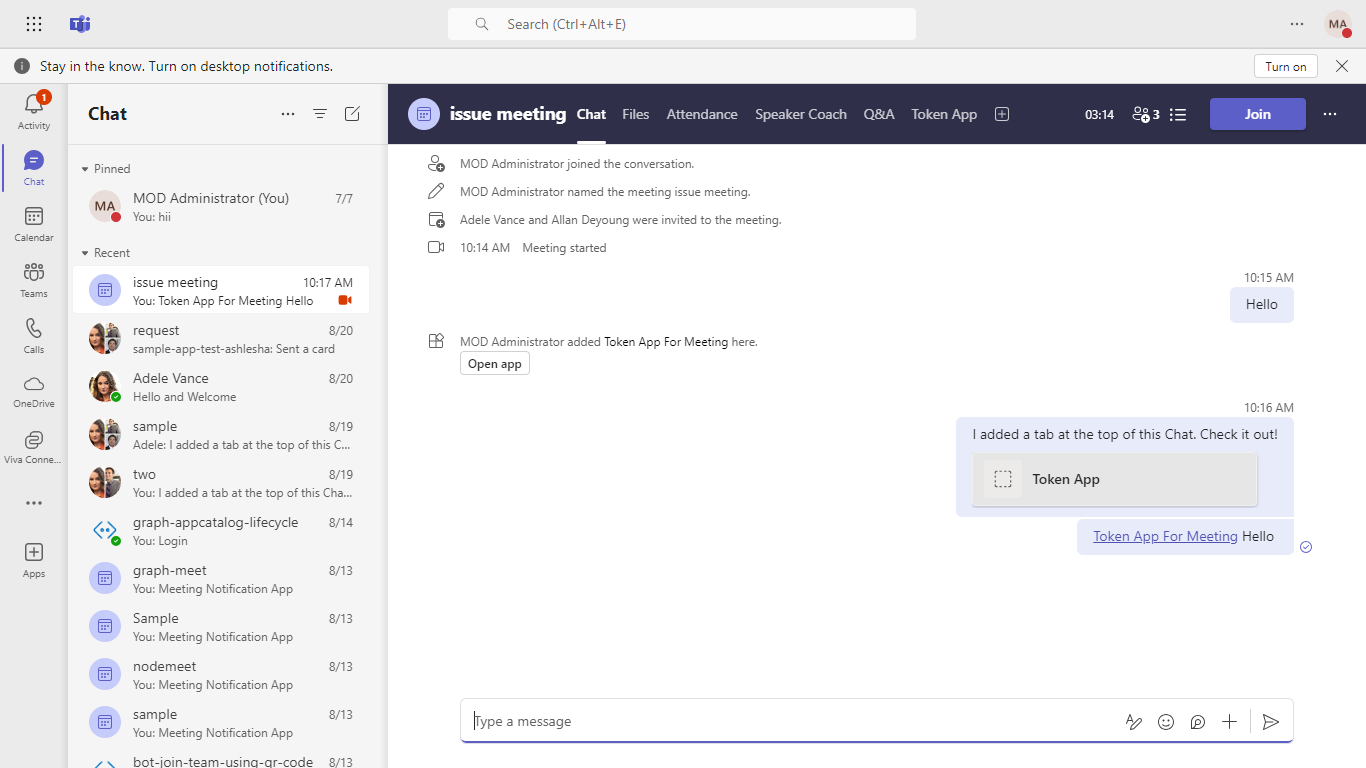 Search (Ctrl+Alt+E)
MA
Stay in the know. Turn on desktop notifications.
Turn on
1
Activity
Chat
Calendar
Teams
Calls
OneDrive
Viva Conne...
Apps
Chat
Pinned
MA
MOD Administrator (You) 7/7
You: hii
Recent
issue meeting 10:17 AM
You: Token App For Meeting Hello
request 8/20
sample-app-test-ashlesha: Sent a card
Adele Vance 8/20
Hello and Welcome
sample 8/19
Adele: I added a tab at the top of this C...
two 8/19
You: I added a tab at the top of this Cha...
graph-appcatalog-lifecycle 8/14
You: Login
graph-meet 8/13
You: Meeting Notification App
Sample 8/13
You: Meeting Notification App
nodemeet 8/13
You: Meeting Notification App
sample 8/13
You: Meeting Notification App
bot-join-team-using-qr-code 8/13
issue meeting Chat Files Attendance Speaker Coach Q&A Token App 03:14 3 Join
MOD Administrator joined the conversation.
MOD Administrator named the meeting issue meeting.
Adele Vance and Allan Deyoung were invited to the meeting.
10:14 AM Meeting started
10:15 AM
Hello
MOD Administrator added Token App For Meeting here.
Open app
10:16 AM
I added a tab at the top of this Chat. Check it out!
Token App
Token App For Meeting Hello
Type a message